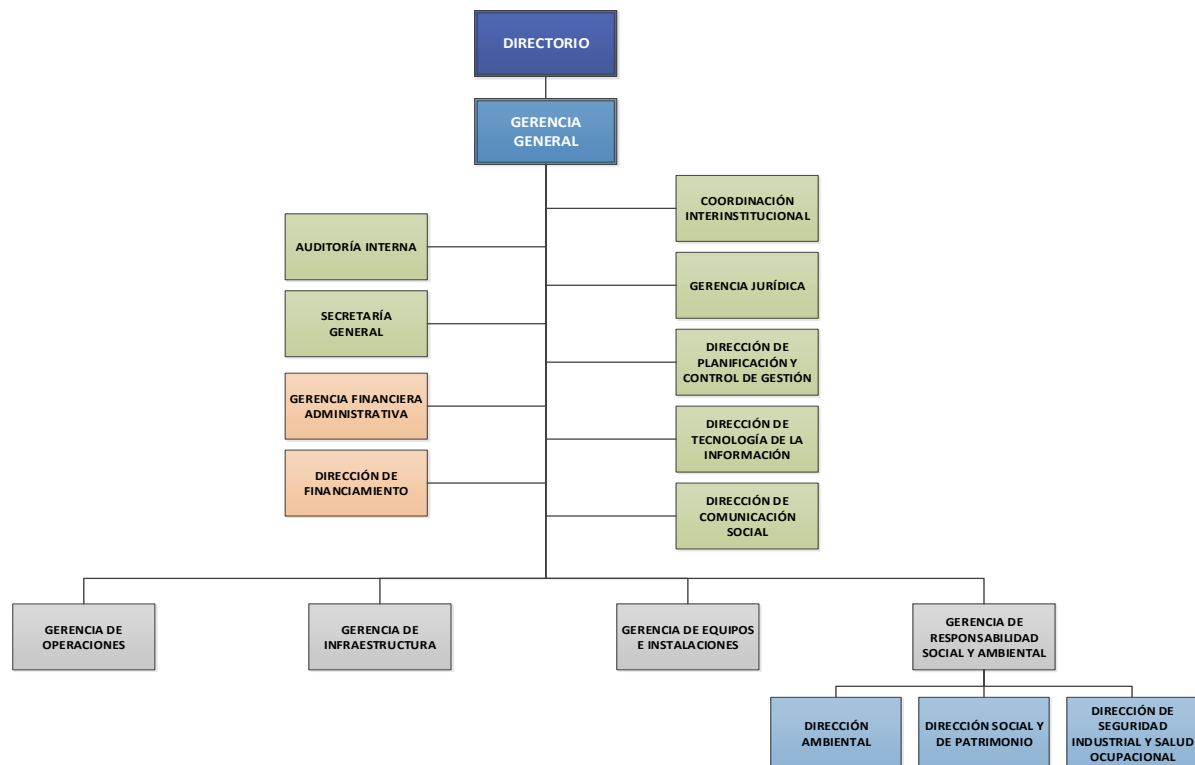 DIRECTORIO
GERENCIA
GENERAL
COORDINACIÓN
INTERINSTITUCIONAL
AUDITORÍA INTERNA
GERENCIA JURÍDICA
SECRETARÍA
GENERAL
DIRECCIÓN DE
PLANIFICACIÓN Y
CONTROL DE GESTIÓN
GERENCIA FINANCIERA
ADMINISTRATIVA
DIRECCIÓN DE
TECNOLOGÍA DE LA
INFORMACIÓN
DIRECCIÓN DE
FINANCIAMIENTO
DIRECCIÓN DE
COMUNICACIÓN
SOCIAL
GERENCIA DE
OPERACIONES
GERENCIA DE
INFRAESTRUCTURA
GERENCIA DE EQUIPOS
E INSTALACIONES
GERENCIA DE
RESPONSABILIDAD
SOCIAL Y AMBIENTAL
DIRECCIÓN
AMBIENTAL
DIRECCIÓN SOCIAL Y
DE PATRIMONIO
DIRECCIÓN DE
SEGURIDAD
INDUSTRIAL Y SALUD
OCUPACIONAL